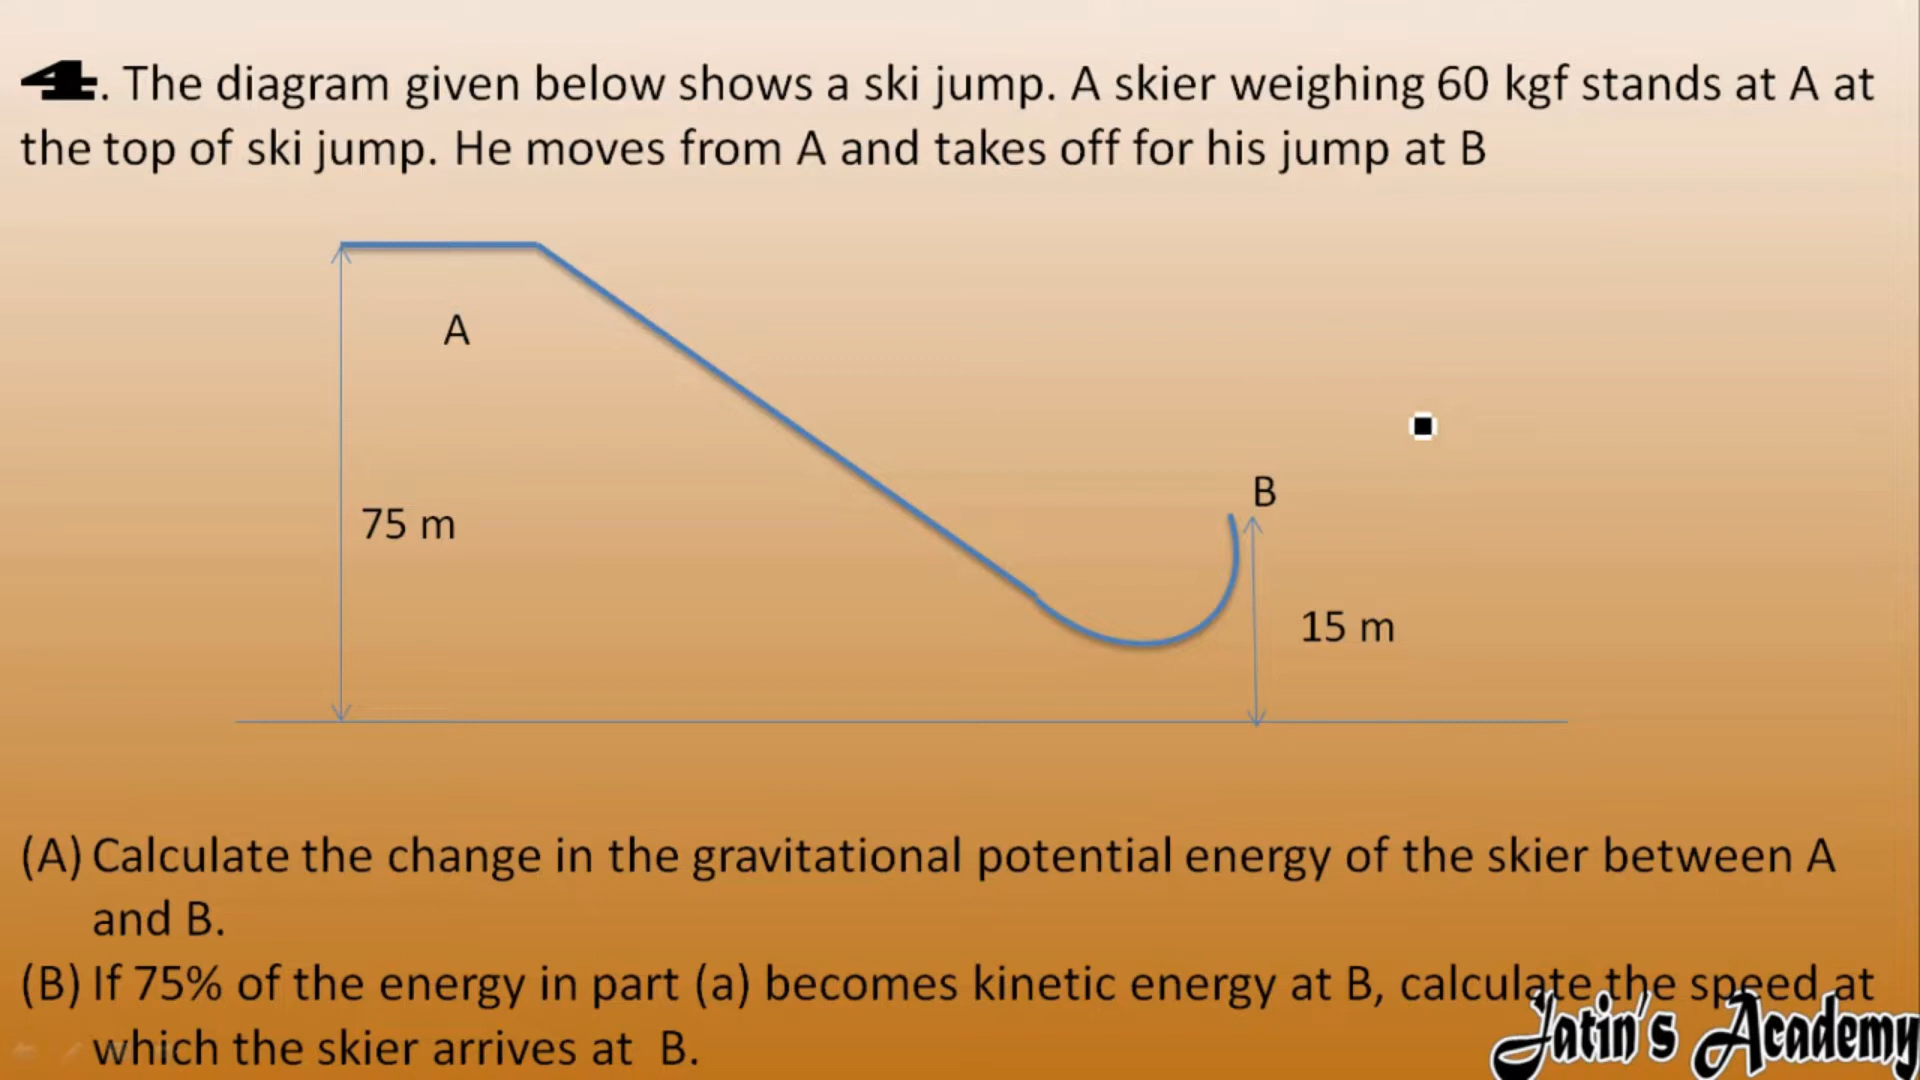 4. The diagram given below shows a ski jump. A skier weighing 60 kgf stands at A at
the top of ski jump. He moves from A and takes off for his jump at B
A
B
75 m
15 m
(A) Calculate the change in the gravitational potential energy of the skier between A
and B.
(B) If 75% of the energy in part (a) becomes kinetic energy at B, calculate the speed at
which the skier arrives at B.
Jatin's Academy